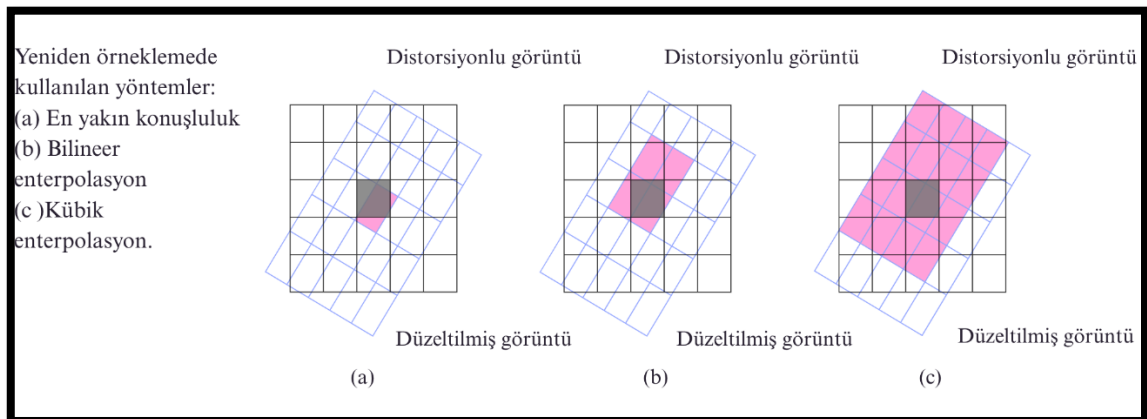 Yeniden örneklemede
kullanılan yöntemler:
(a) En yakın konuşluluk
(b) Bilineer
enterpolasyon
(c )Kübik
enterpolasyon.
Distorsiyonlu görüntü
Distorsiyonlu görüntü
Distorsiyonlu görüntü
Düzeltilmiş görüntü
Düzeltilmiş görüntü
Düzeltilmiş görüntü
(a)
(b)
(c)